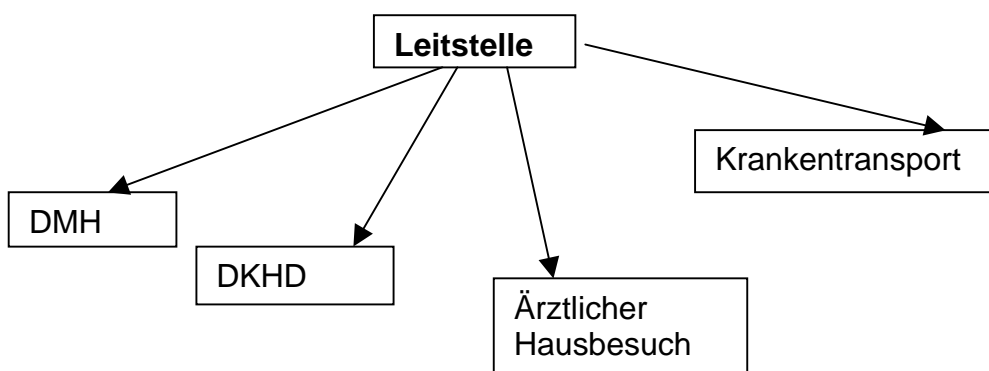 Leitstelle
Krankentransport
DMH
DKHD
Ärztlicher
Hausbesuch